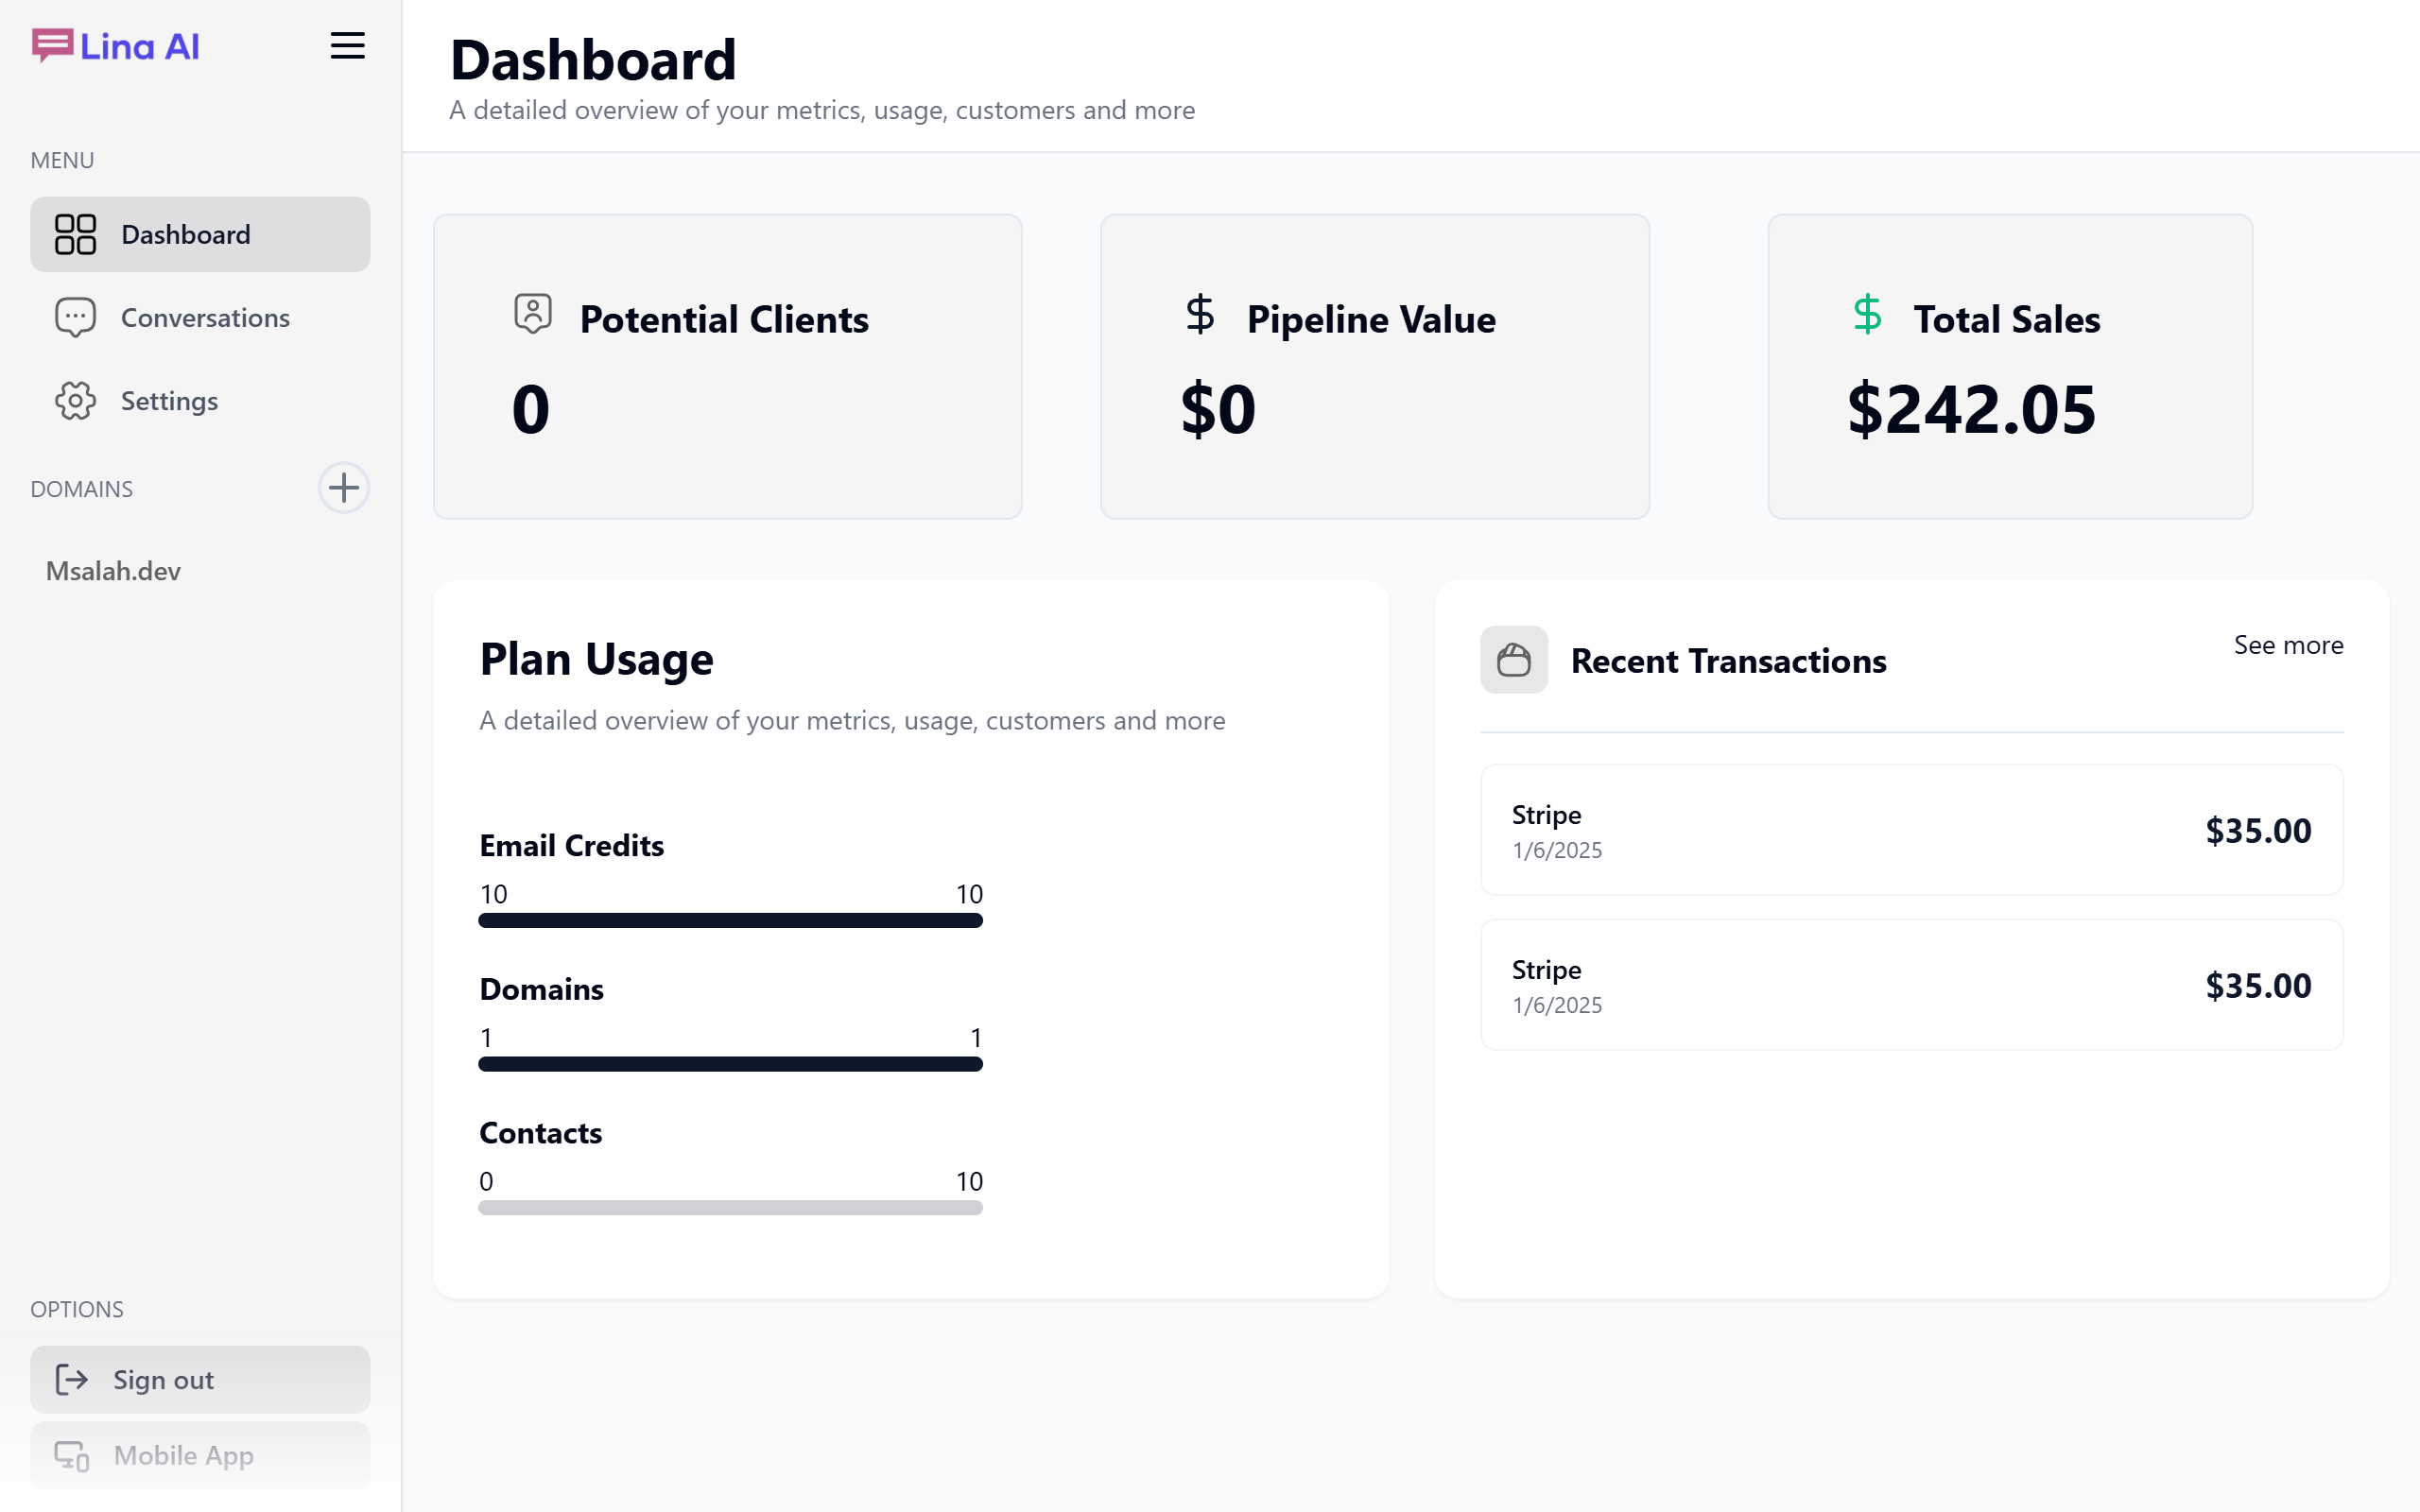 Lina AI
MENU
Dashboard
Conversations
Settings
DOMAINS
Msalah.dev
OPTIONS
Sign out
Mobile App
Dashboard
A detailed overview of your metrics, usage, customers and more
Potential Clients
0
Pipeline Value
$0
Total Sales
$242.05
Plan Usage
A detailed overview of your metrics, usage, customers and more
Email Credits
10 10
Domains
1 1
Contacts
0 10
Recent Transactions
See more
Stripe
1/6/2025
$35.00
Stripe
1/6/2025
$35.00